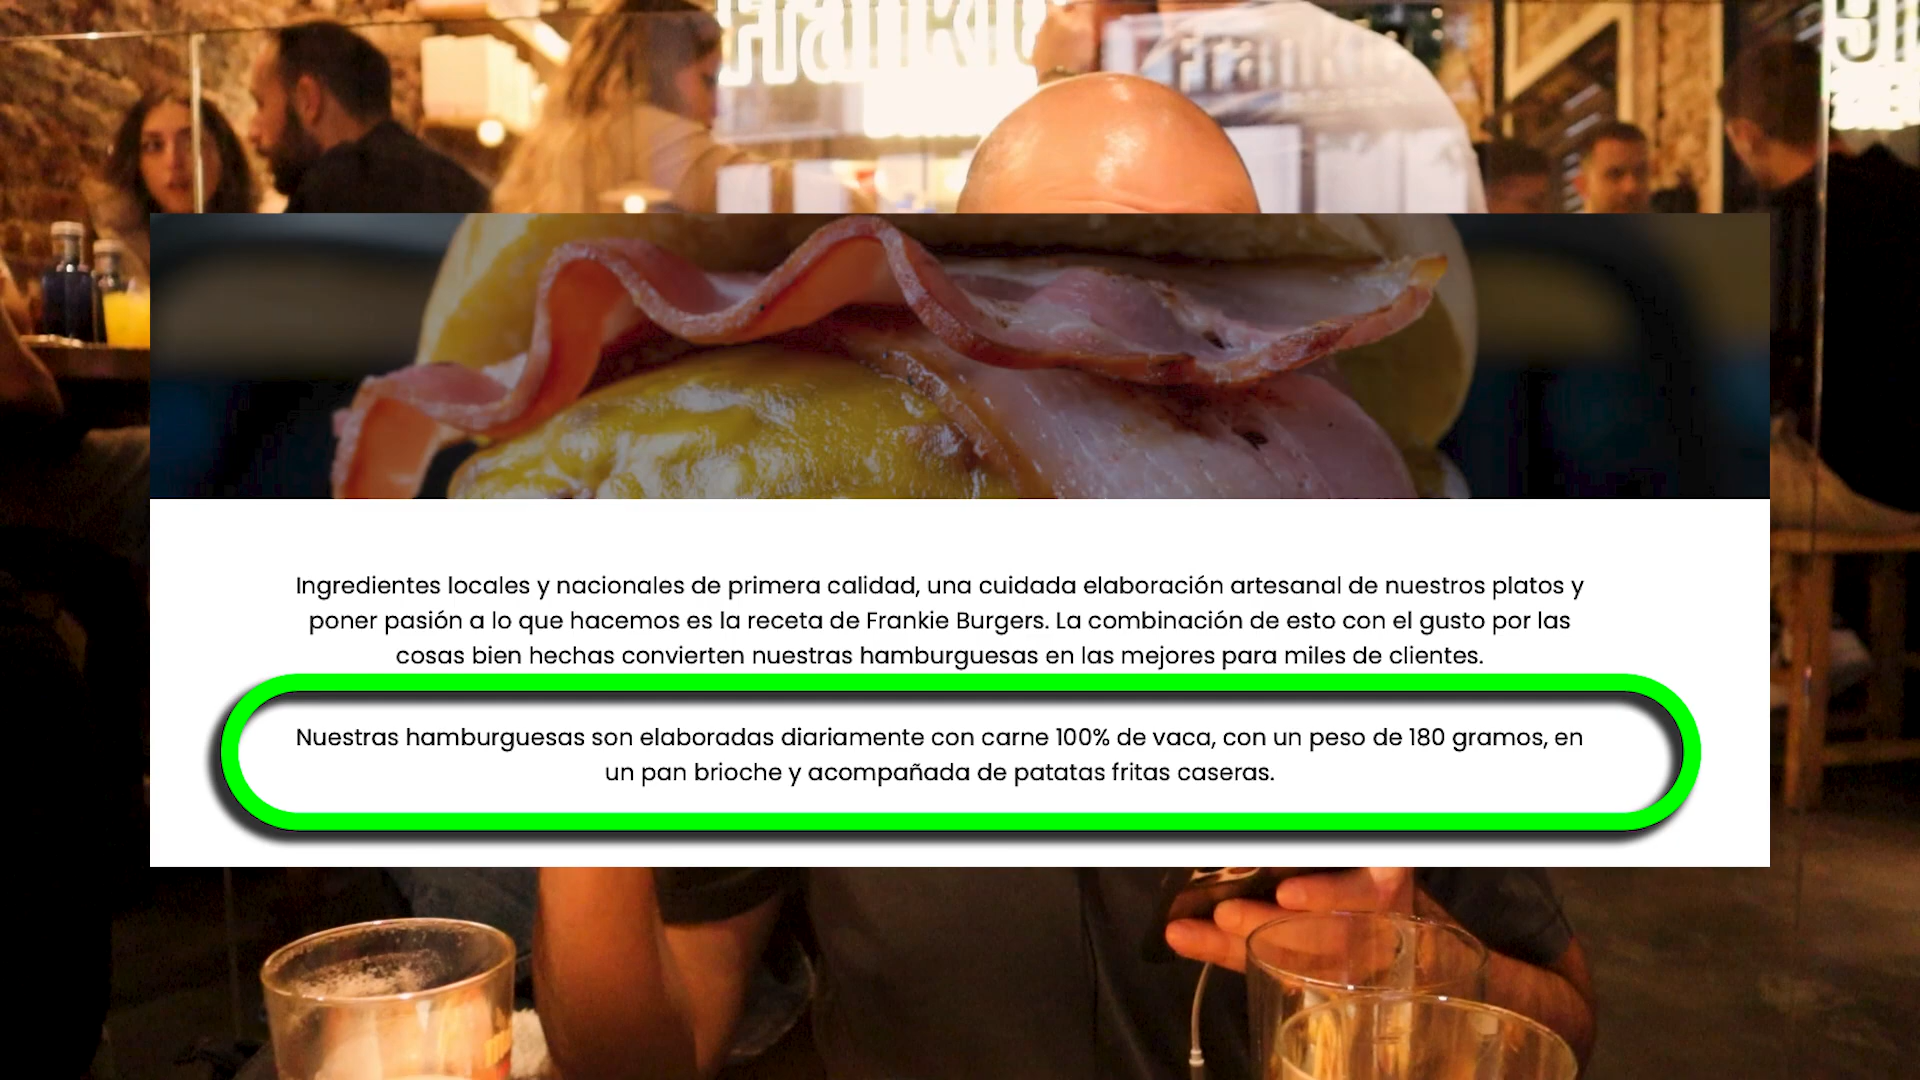 Frankie
Frankie
Ingredientes locales y nacionales de primera calidad, una cuidada elaboración artesanal de nuestros platos y
poner pasión a lo que hacemos es la receta de Frankie Burgers. La combinación de esto con el gusto por las
cosas bien hechas convierten nuestras hamburguesas en las mejores para miles de clientes.
Nuestras hamburguesas son elaboradas diariamente con carne 100% de vaca, con un peso de 180 gramos, en
un pan brioche y acompañada de patatas fritas caseras.